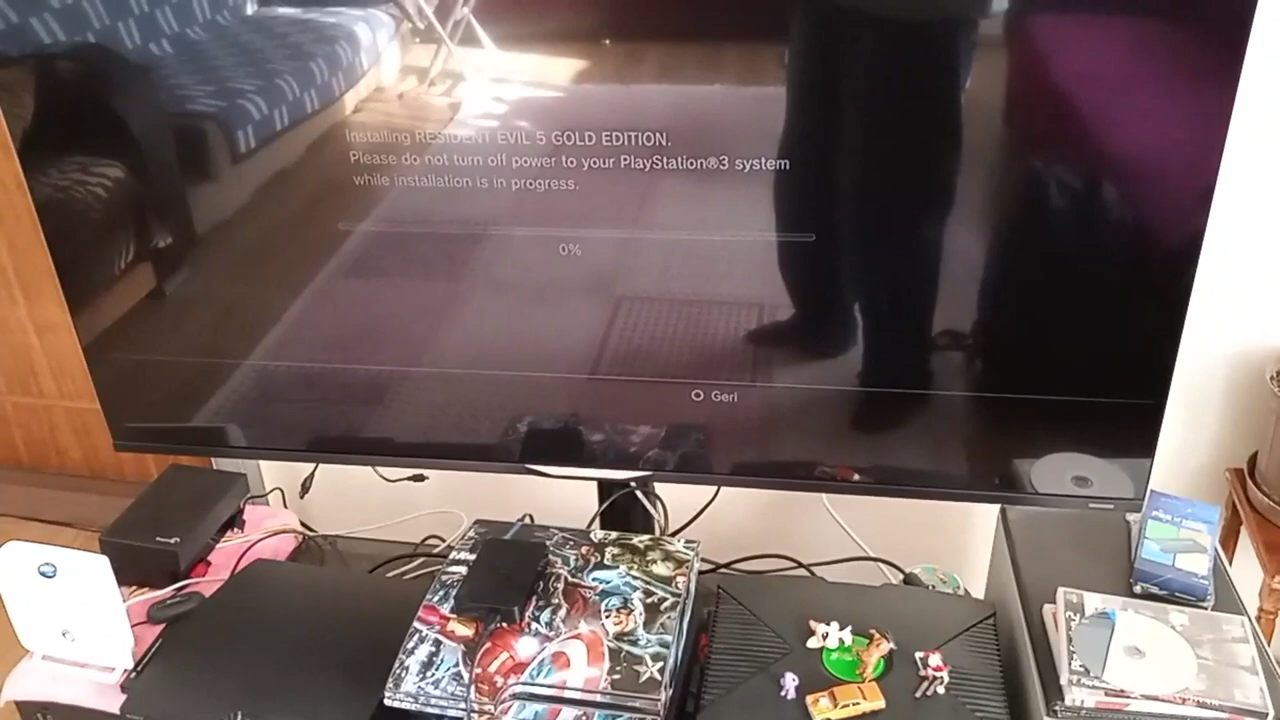 Installing RESIDENT EVIL 5 GOLD EDITION.
Please do not turn off power to your PlayStation®3 system
while installation is in progress.
0%
Geri